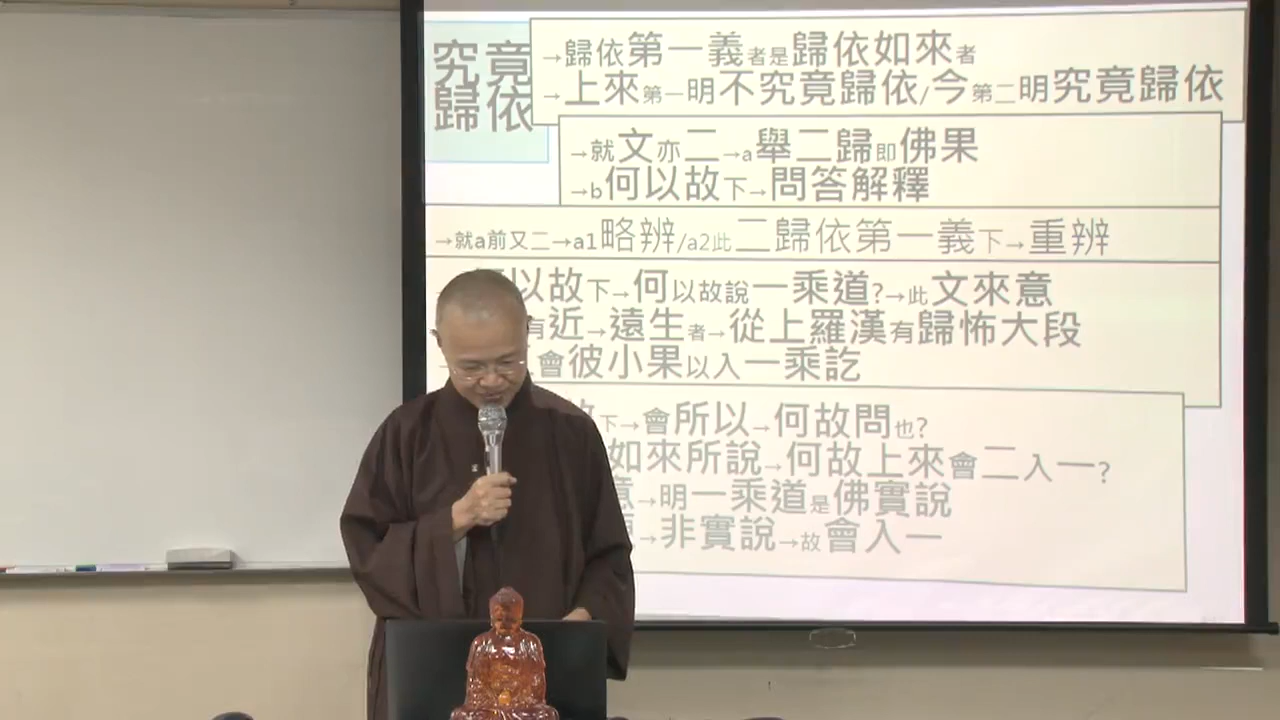 究竟
歸依
→歸依第一義者是歸依如來者
→上來第一明不究竟歸依/今第二明究竟歸依
→就文亦二→a舉二歸即佛果
→b何以故下→問答解釋
→就a前又二→a1略辨/a2此二歸依第一義下→重辨
以故下→何以故說一乘道?→此文來意
有近→遠生者→從上羅漢有歸怖大段
會彼小果以入一乘訖
下→會所以→何故問也?
如來所說→何故上來會二入一?
意→明一乘道是佛實說
→非實說→故會入一